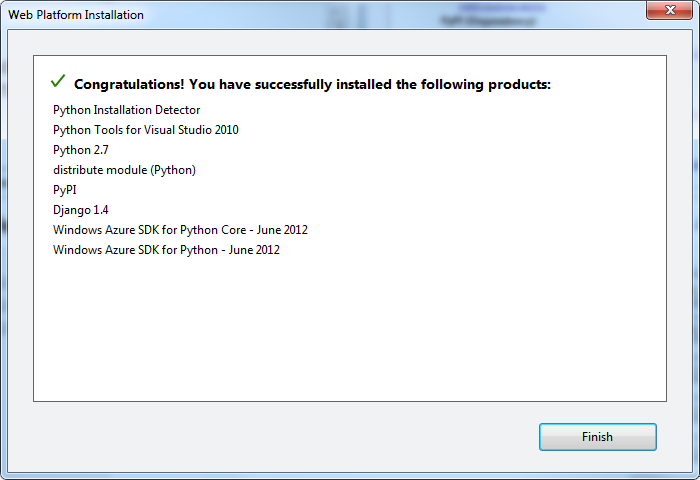 Web Platform Installation
Congratulations! You have successfully installed the following products:
Python Installation Detector
Python Tools for Visual Studio 2010
Python 2.7
distribute module (Python)
PyPI
Django 1.4
Windows Azure SDK for Python Core - June 2012
Windows Azure SDK for Python - June 2012
Finish